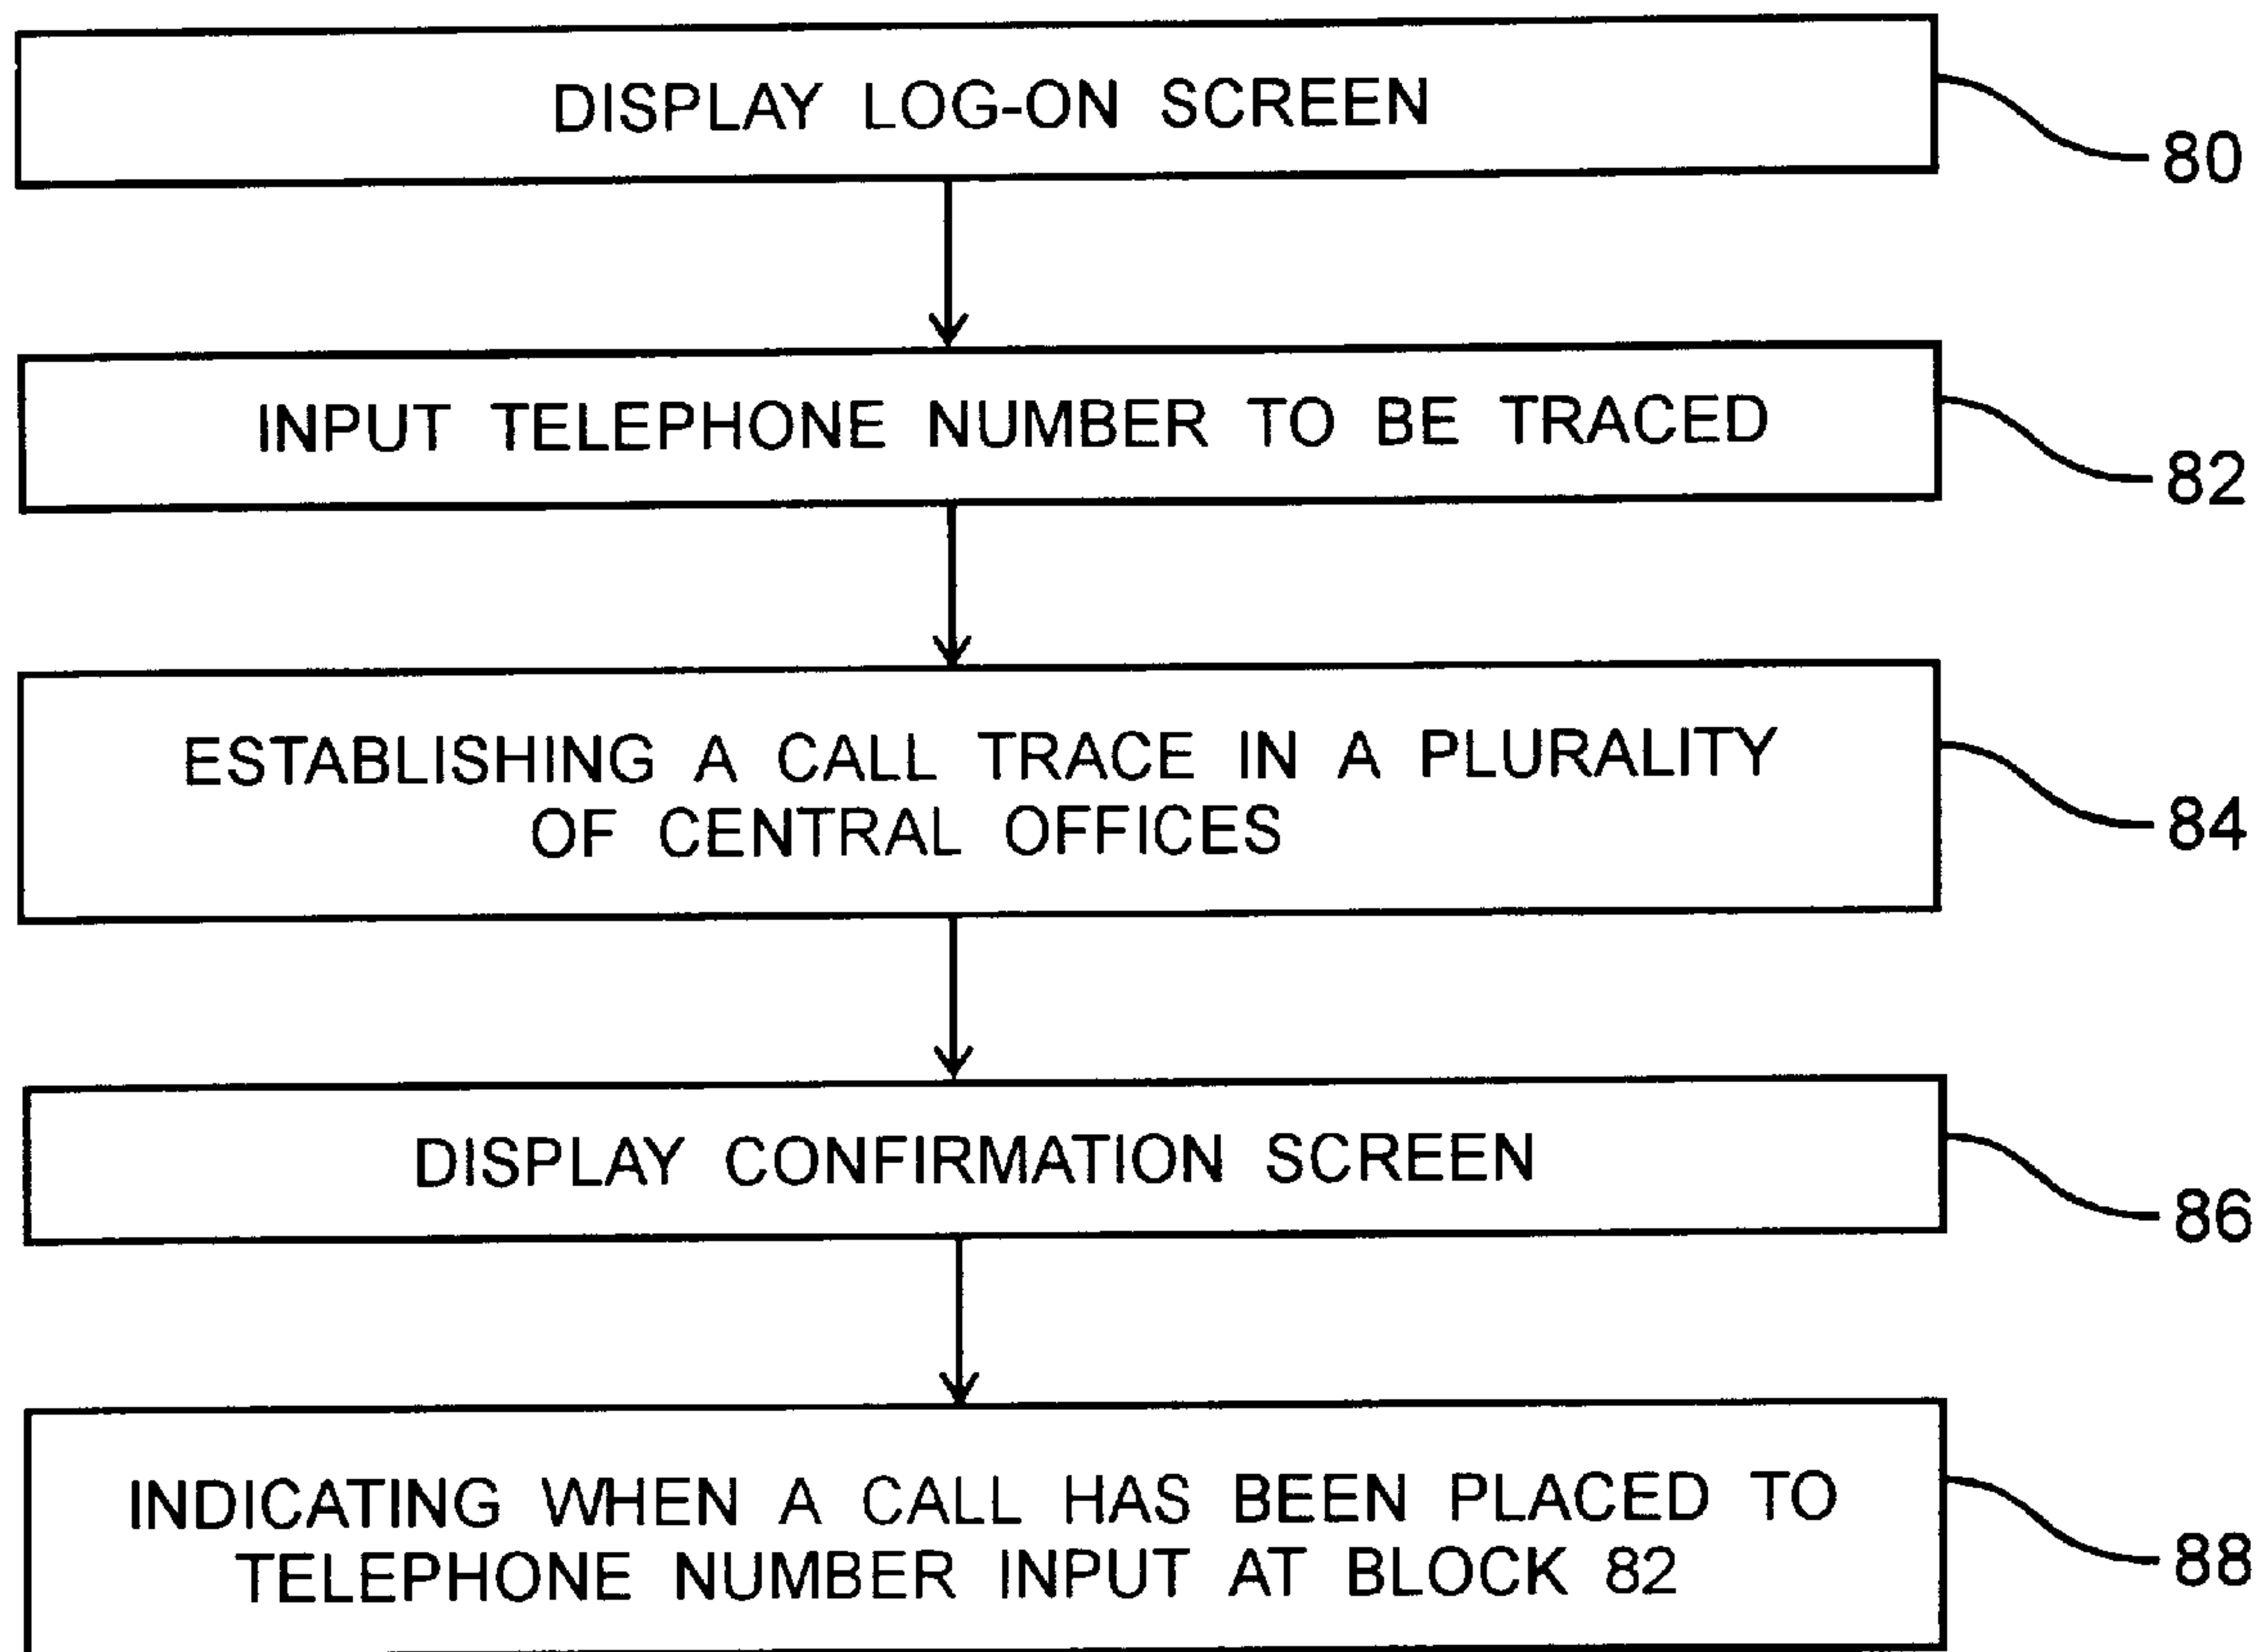 DISPLAY LOG-ON SCREEN
80
INPUT TELEPHONE NUMBER TO BE TRACED
82
ESTABLISHING A CALL TRACE IN A PLURALITY
OF CENTRAL OFFICES
84
DISPLAY CONFIRMATION SCREEN
86
INDICATING WHEN A CALL HAS BEEN PLACED TO
TELEPHONE NUMBER INPUT AT BLOCK 82
88